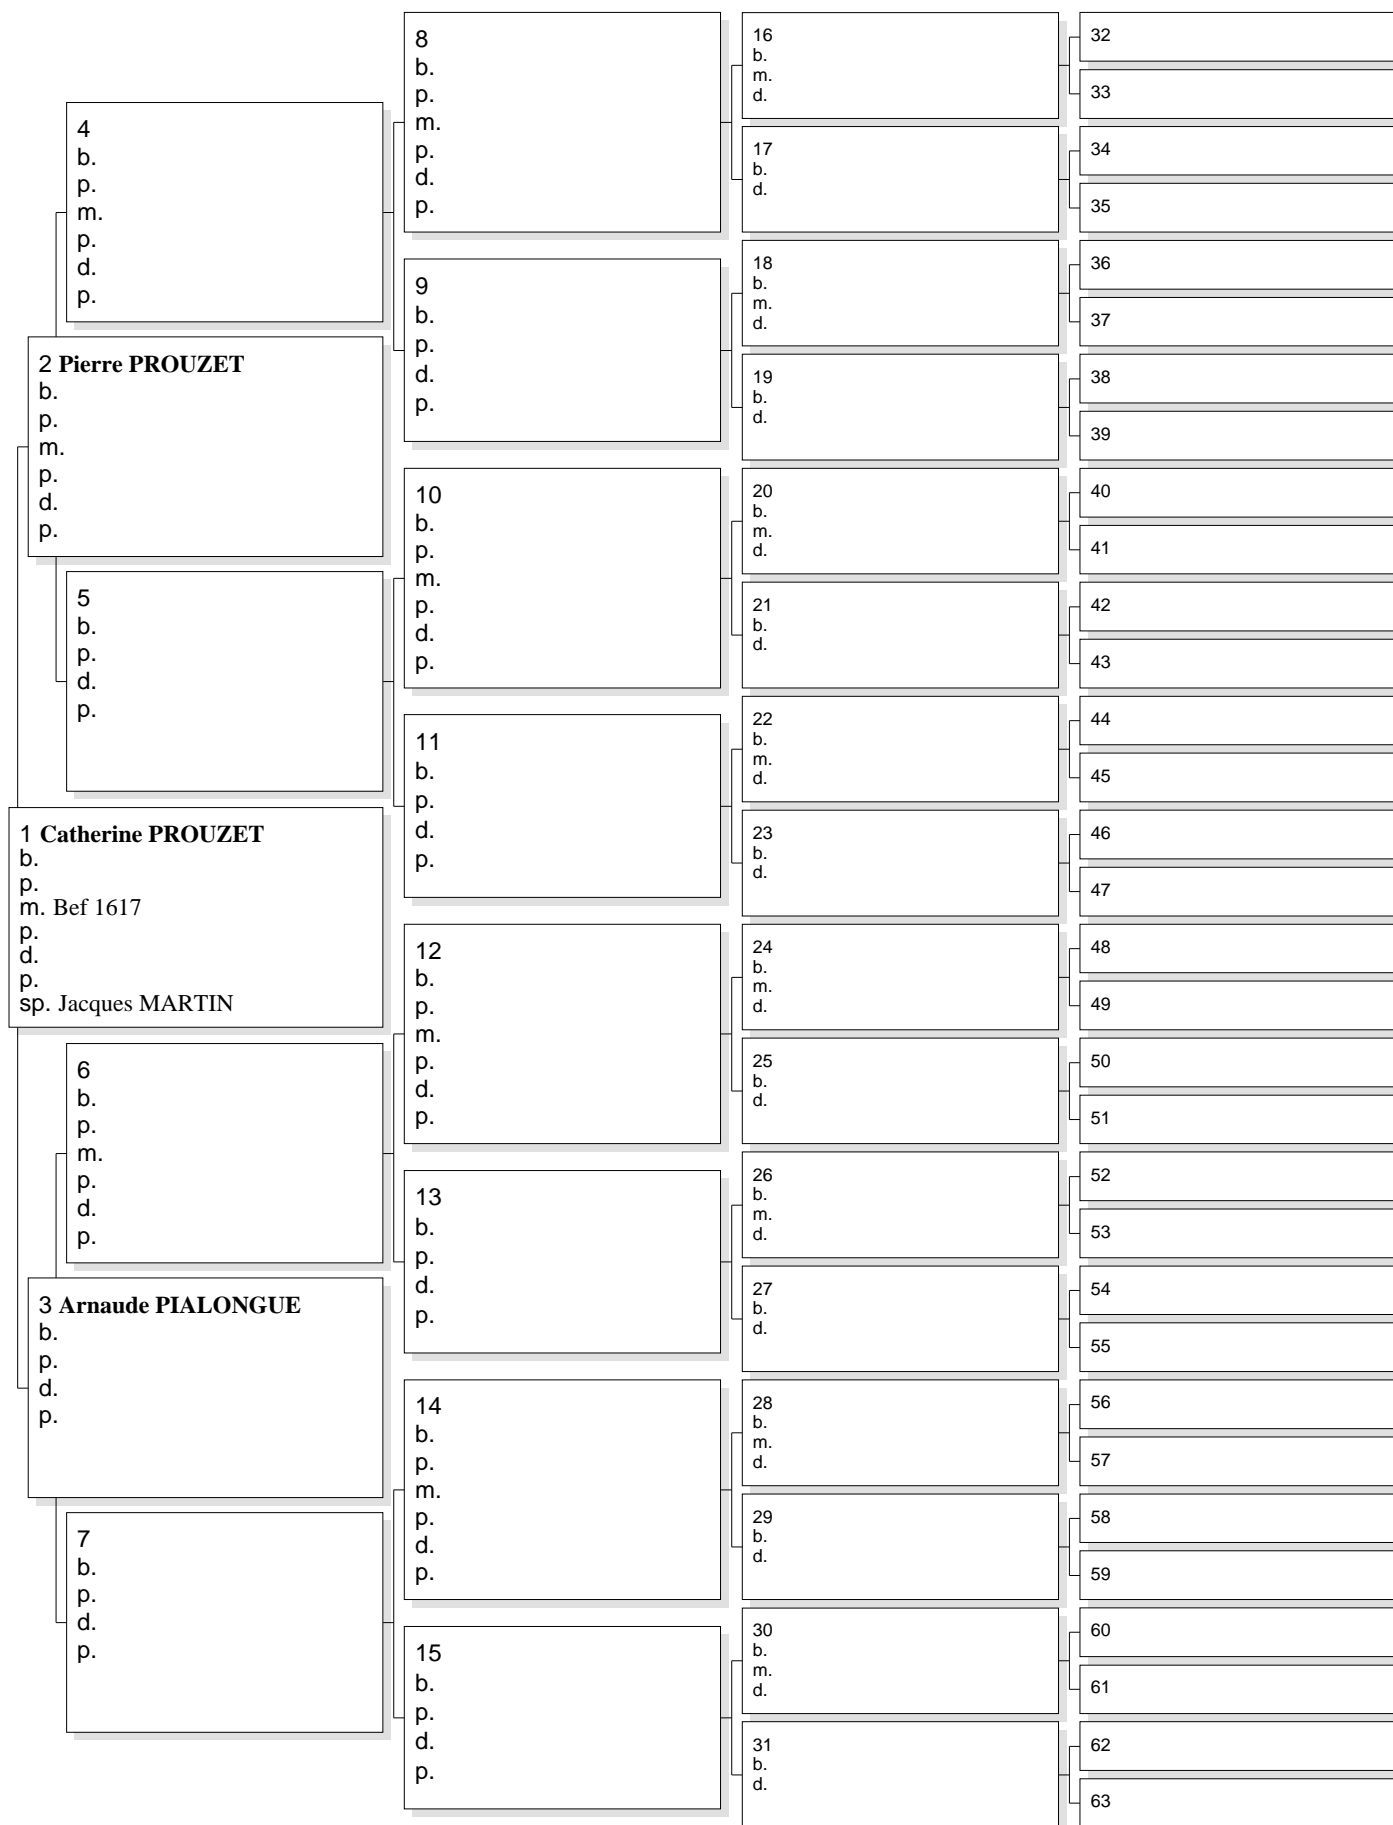 4
b.
p.
m.
p.
d.
p.
2 Pierre PROUZET
b.
p.
m.
p.
d.
p.
5
b.
p.
d.
p.
1 Catherine PROUZET
b.
p.
m. Bef 1617
p.
d.
p.
sp. Jacques MARTIN
6
b.
p.
m.
p.
d.
p.
3 Arnaude PIALONGUE
b.
p.
d.
p.
7
b.
p.
d.
p.
8
b.
p.
m.
p.
d.
p.
9
b.
p.
d.
p.
10
b.
p.
m.
p.
d.
p.
11
b.
p.
d.
p.
12
b.
p.
m.
p.
d.
p.
13
b.
p.
d.
p.
14
b.
p.
m.
p.
d.
p.
15
b.
p.
d.
p.
16
b.
m.
d.
17
b.
d.
18
b.
m.
d.
19
b.
d.
20
b.
m.
d.
21
b.
d.
22
b.
m.
d.
23
b.
d.
24
b.
m.
d.
25
b.
d.
26
b.
m.
d.
27
b.
d.
28
b.
m.
d.
29
b.
d.
30
b.
m.
d.
31
b.
d.
32
33
34
35
36
37
38
39
40
41
42
43
44
45
46
47
48
49
50
51
52
53
54
55
56
57
58
59
60
61
62
63